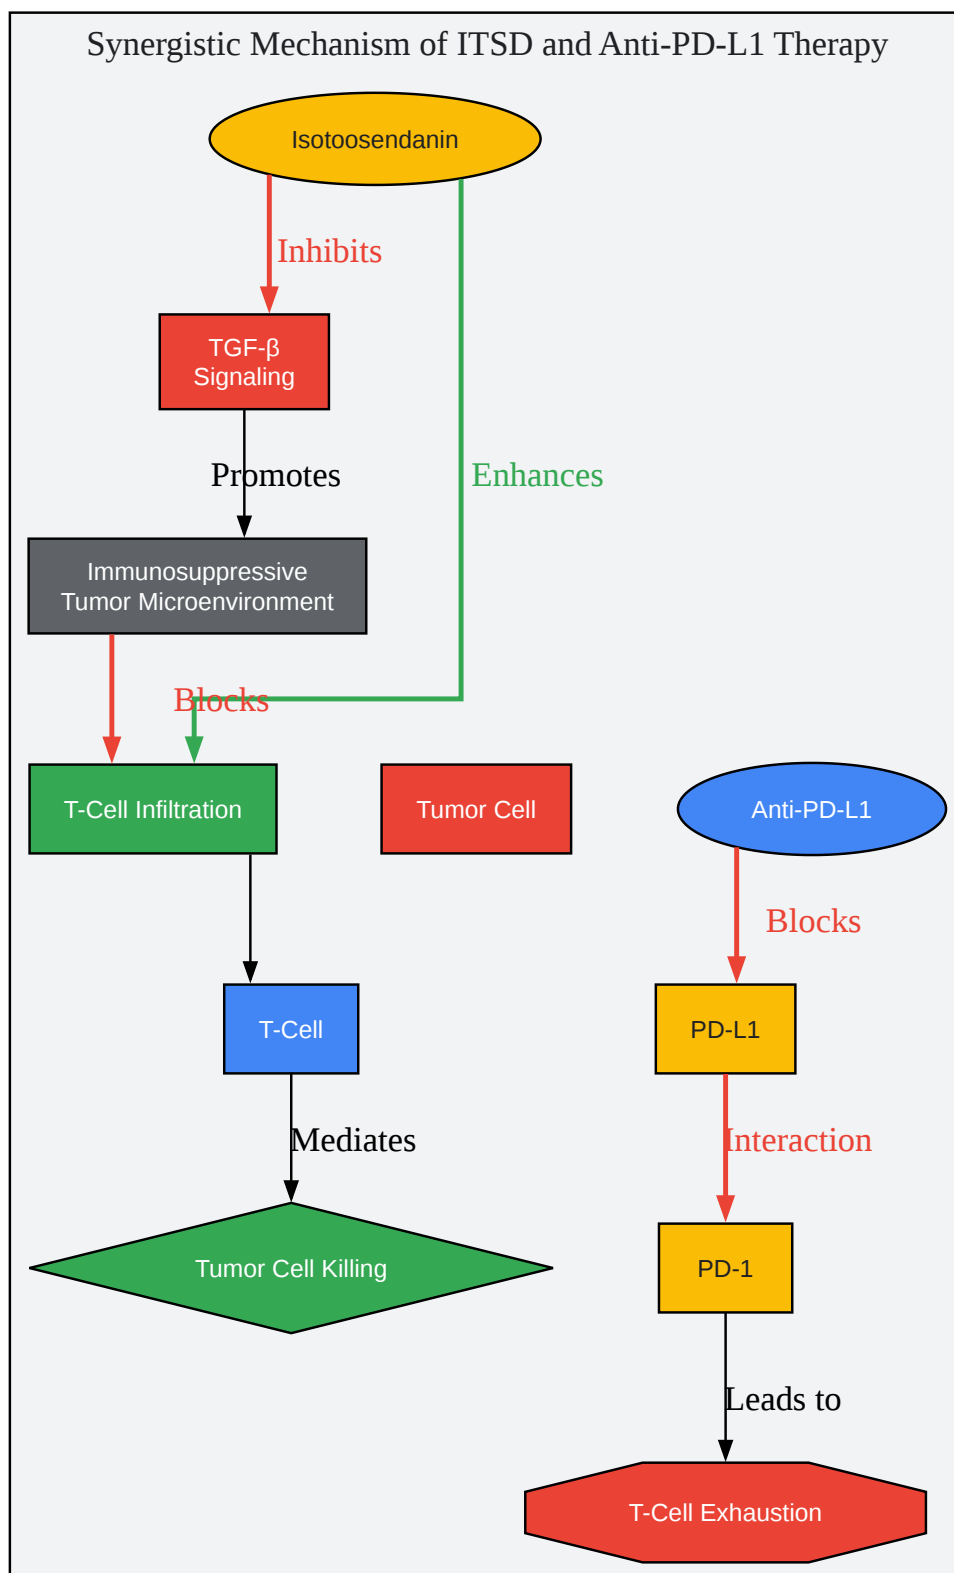 Synergistic Mechanism of ITSD and Anti-PD-L1 Therapy
Isotoosendanin
Inhibits
TGF-β
Signaling
Promotes
Enhances
Immunosuppressive
Tumor Microenvironment
Blocks
T-Cell Infiltration
Tumor Cell
Anti-PD-L1
Blocks
T-Cell
PD-L1
Mediates
Interaction
Tumor Cell Killing
PD-1
Leads to
T-Cell Exhaustion